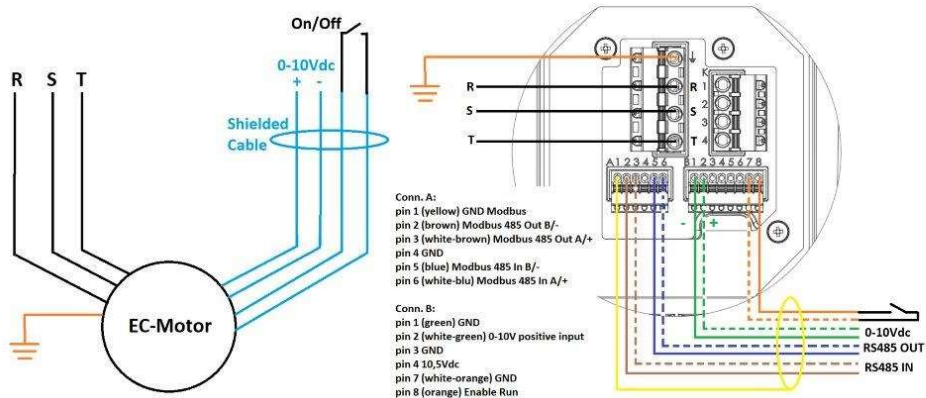 On/Off
0-10Vdc
+ -
R S T
Shielded
Cable
EC-Motor
R
S
T
K
R 1
S 2
3
T 4
A 1 2 3 4 5 6
B 1 2 3 4 5 6 7 8
- +
Conn. A:
pin 1 (yellow) GND Modbus
pin 2 (brown) Modbus 485 Out B/-
pin 3 (white-brown) Modbus 485 Out A/+
pin 4 GND
pin 5 (blue) Modbus 485 In B/-
pin 6 (white-blu) Modbus 485 In A/+
Conn. B:
pin 1 (green) GND
pin 2 (white-green) 0-10V positive input
pin 3 GND
pin 4 10,5Vdc
pin 7 (white-orange) GND
pin 8 (orange) Enable Run
0-10Vdc
RS485 OUT
RS485 IN